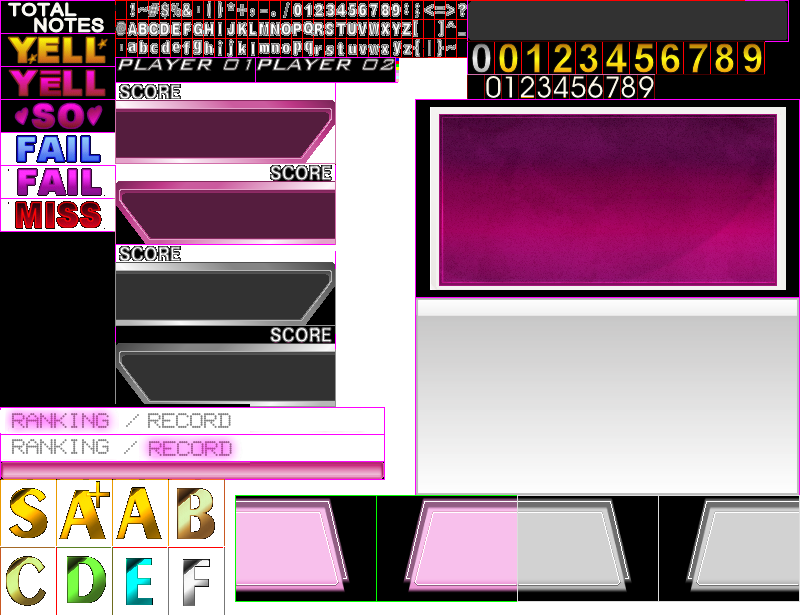 TOTAL
NOTES
YELL
YELL
SO
FAIL
FAIL
MISS
!"#$%&'()*+,-./0123456789:;<=>?
@ABCDEFGHIJKLMNOPQRSTUVWXYZ[ ]^_
`abcdefghijklmnopqrstuvwxyz{|}~
PLAYER 01 PLAYER 02
00123456789
0123456789
SCORE
SCORE
SCORE
SCORE
RANKING / RECORD
RANKING / RECORD
S A+ A B
C D E F